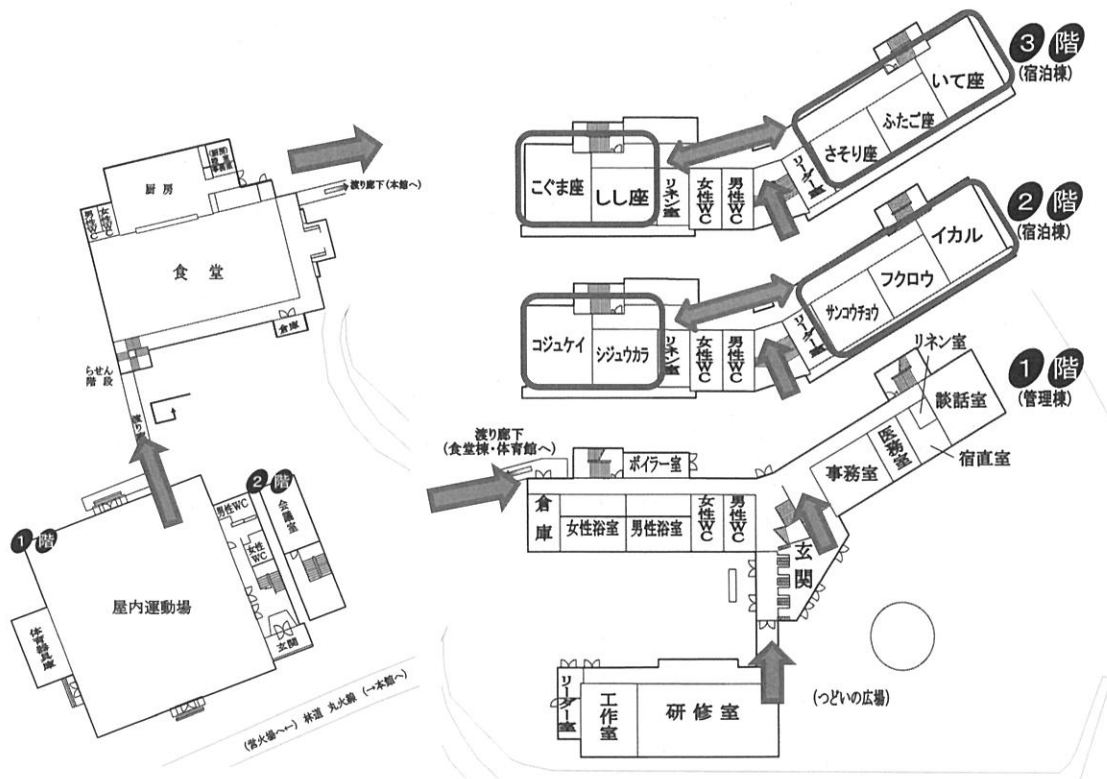 3 階
(宿泊棟)
いて座
ふたご座
さそり座
リーダー室
こぐま座
しし座
リネン室
女性WC
男性WC
2 階
(宿泊棟)
イカル
フクロウ
サンコウチョウ
リーダー室
コジュケイ
シジュウカラ
リネン室
女性WC
男性WC
1 階
(管理棟)
リネン室
談話室
医務室
宿直室
事務室
渡り廊下
(食堂棟・体育館へ)
ボイラー室
倉庫
女性浴室
男性浴室
女性WC
男性WC
玄関
(つどいの広場)
リーダー室
工作室
研修室
厨房
男性WC
女性WC
渡り廊下(本館へ)
食堂
倉庫
らせん
階段
1 階
2 階
男性WC
女性WC
会議室
屋内運動場
体育器具庫
玄関
(営火場へ←) 林道 丸火線 (→本館へ)